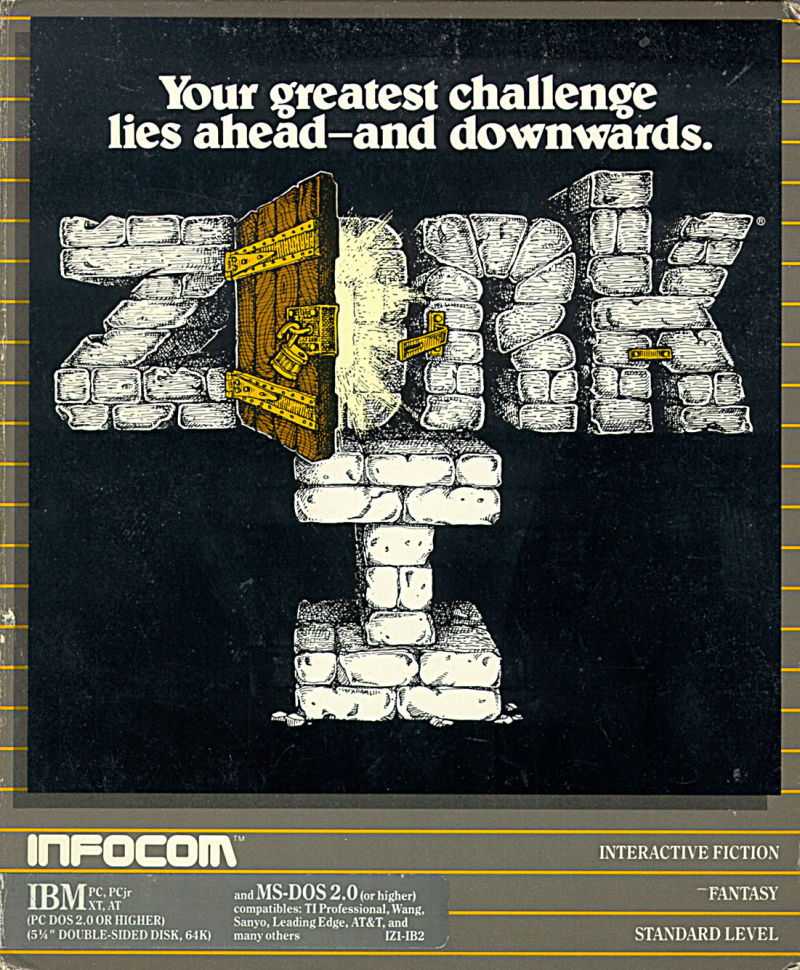 Your greatest challenge
lies ahead–and downwards.
ZORK®
I
INFOCOM™
INTERACTIVE FICTION
FANTASY
STANDARD LEVEL
IBM PC, PCjr
XT, AT
(PC DOS 2.0 OR HIGHER)
(5¼" DOUBLE-SIDED DISK, 64K)
and MS-DOS 2.0 (or higher)
compatibles: TI Professional, Wang,
Sanyo, Leading Edge, AT&T, and
many others IZ1-IB2